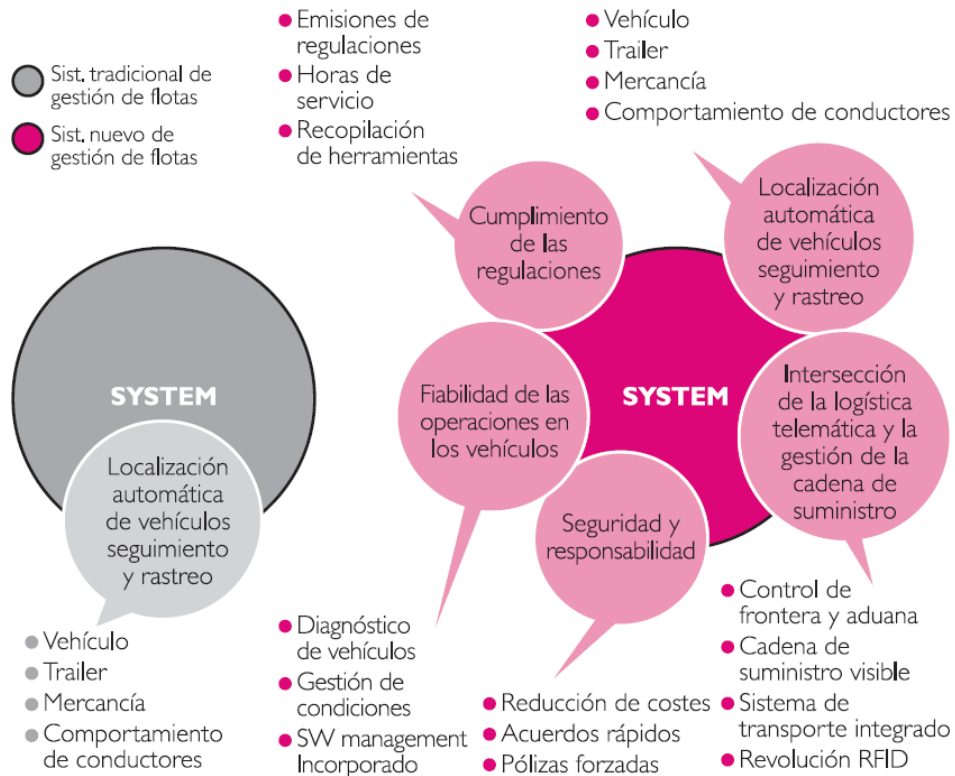 Sist. tradicional de
gestión de flotas
Sist. nuevo de
gestión de flotas
Emisiones de
regulaciones
Horas de
servicio
Recopilación
de herramientas
Vehículo
Trailer
Mercancía
Comportamiento de conductores
SYSTEM
Localización
automática
de vehículos
seguimiento
y rastreo
Vehículo
Trailer
Mercancía
Comportamiento
de conductores
Cumplimiento
de las
regulaciones
Localización
automática
de vehículos
seguimiento
y rastreo
Fiabilidad de las
operaciones en
los vehículos
SYSTEM
Intersección
de la logística
telemática y la
gestión de la
cadena de
suministro
Seguridad y
responsabilidad
Diagnóstico
de vehículos
Gestión de
condiciones
SW management
Incorporado
Reducción de costes
Acuerdos rápidos
Pólizas forzadas
Control de
frontera y aduana
Cadena de
suministro visible
Sistema de
transporte integrado
Revolución RFID